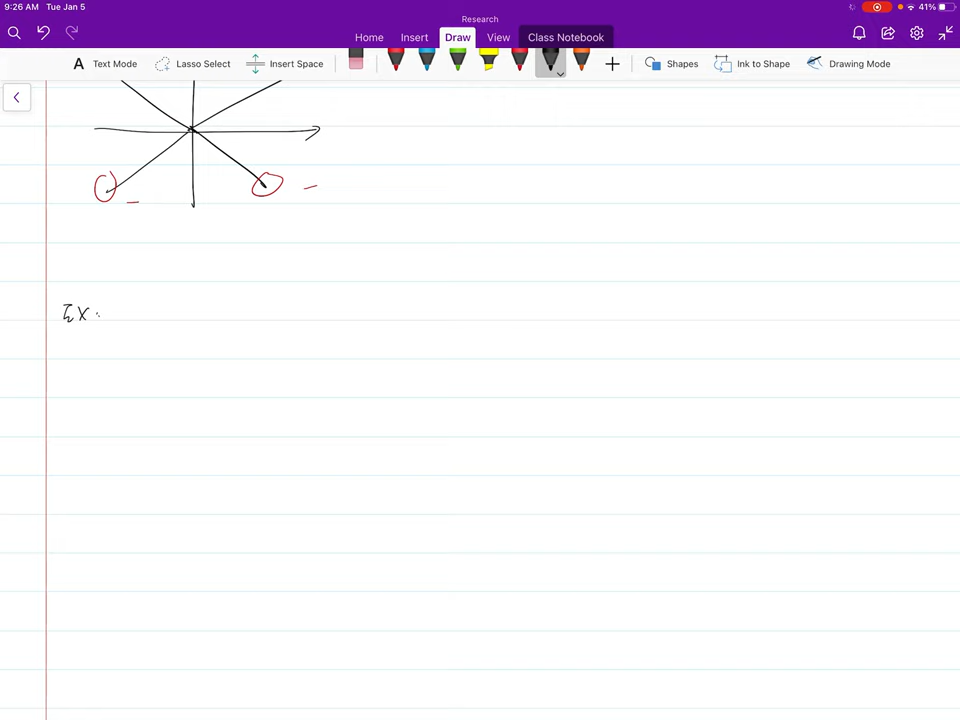 9:26 AM Tue Jan 5
41%
Research
Home Insert Draw View Class Notebook
A Text Mode Lasso Select Insert Space Shapes Ink to Shape Drawing Mode
EX: